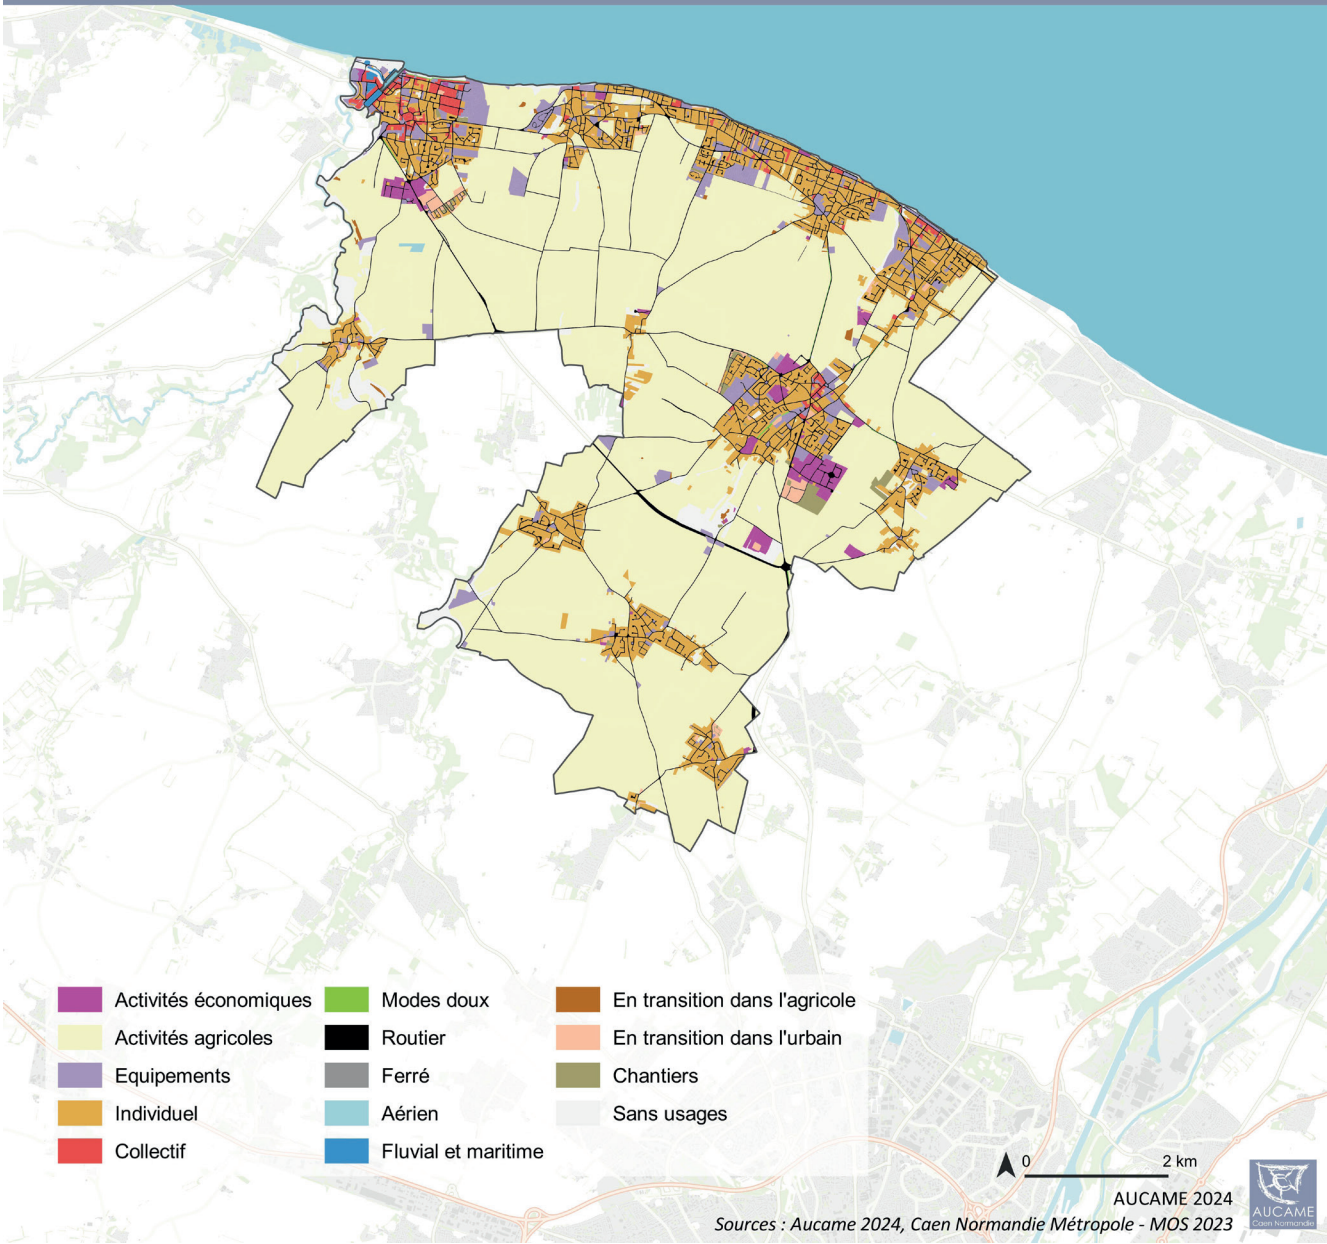 Activités économiques
Activités agricoles
Equipements
Individuel
Collectif
Modes doux
Routier
Ferré
Aérien
Fluvial et maritime
En transition dans l'agricole
En transition dans l'urbain
Chantiers
Sans usages
0 2 km
AUCAME 2024
Sources : Aucame 2024, Caen Normandie Métropole - MOS 2023
AUCAME
Caen Normandie